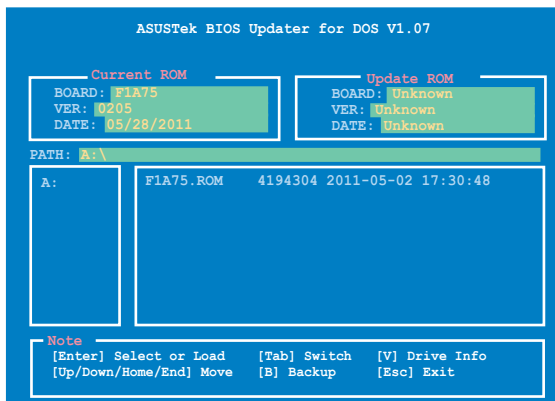 ASUSTek BIOS Updater for DOS V1.07
Current ROM
BOARD: F1A75
VER: 0205
DATE: 05/28/2011
Update ROM
BOARD: Unknown
VER: Unknown
DATE: Unknown
PATH: A:\
A:
F1A75.ROM 4194304 2011-05-02 17:30:48
Note
[Enter] Select or Load [Tab] Switch [V] Drive Info
[Up/Down/Home/End] Move [B] Backup [Esc] Exit